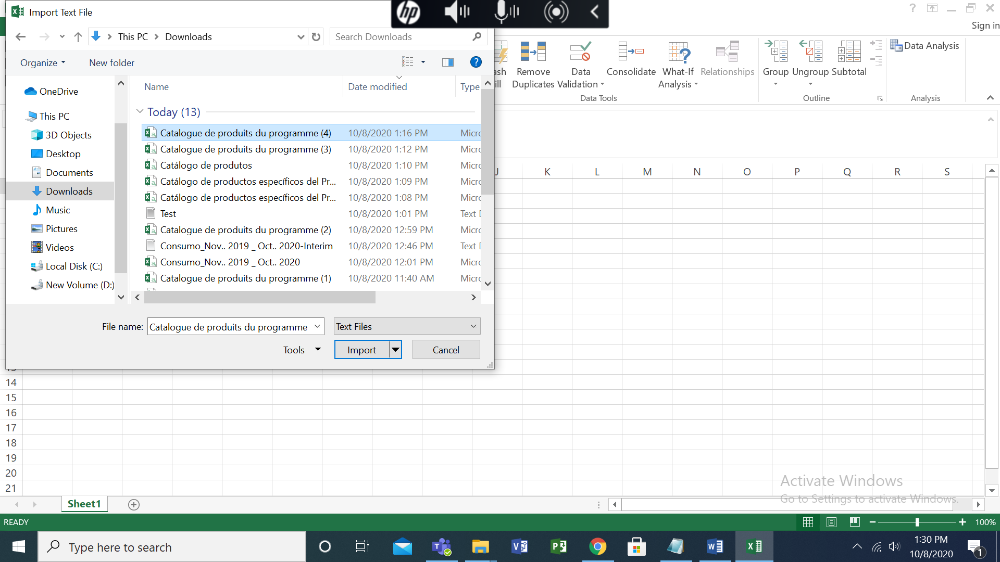 Import Text File
hp
Sign in
This PC
Downloads
Search Downloads
Organize
New folder
Name
Date modified
Type
OneDrive
This PC
3D Objects
Desktop
Documents
Downloads
Music
Pictures
Videos
Local Disk (C:)
New Volume (D:)
Today (13)
Catalogue de produits du programme (4) 10/8/2020 1:16 PM Micro
Catalogue de produits du programme (3) 10/8/2020 1:12 PM Micro
Catálogo de produtos 10/8/2020 1:10 PM Micro
Catálogo de productos específicos del Pr... 10/8/2020 1:09 PM Micro
Catálogo de productos específicos del Pr... 10/8/2020 1:08 PM Micro
Test 10/8/2020 1:01 PM Text
Catalogue de produits du programme (2) 10/8/2020 12:59 PM Micro
Consumo_Nov.. 2019 _ Oct.. 2020-Interim 10/8/2020 12:46 PM Text
Consumo_Nov.. 2019 _ Oct.. 2020 10/8/2020 12:01 PM Micro
Catalogue de produits du programme (1) 10/8/2020 11:40 AM Micro
File name: Catalogue de produits du programme
Text Files
Tools
Import
Cancel
ash
ill
Remove
Duplicates
Data
Validation
Consolidate
What-If
Analysis
Relationships
Data Tools
Group
Ungroup
Subtotal
Outline
Data Analysis
Analysis
J K L M N O P Q R S
14
15
16
17
18
19
20
21
Activate Windows
Go to Settings to activate Windows.
Sheet1
READY
100%
Type here to search
1:30 PM
10/8/2020
1